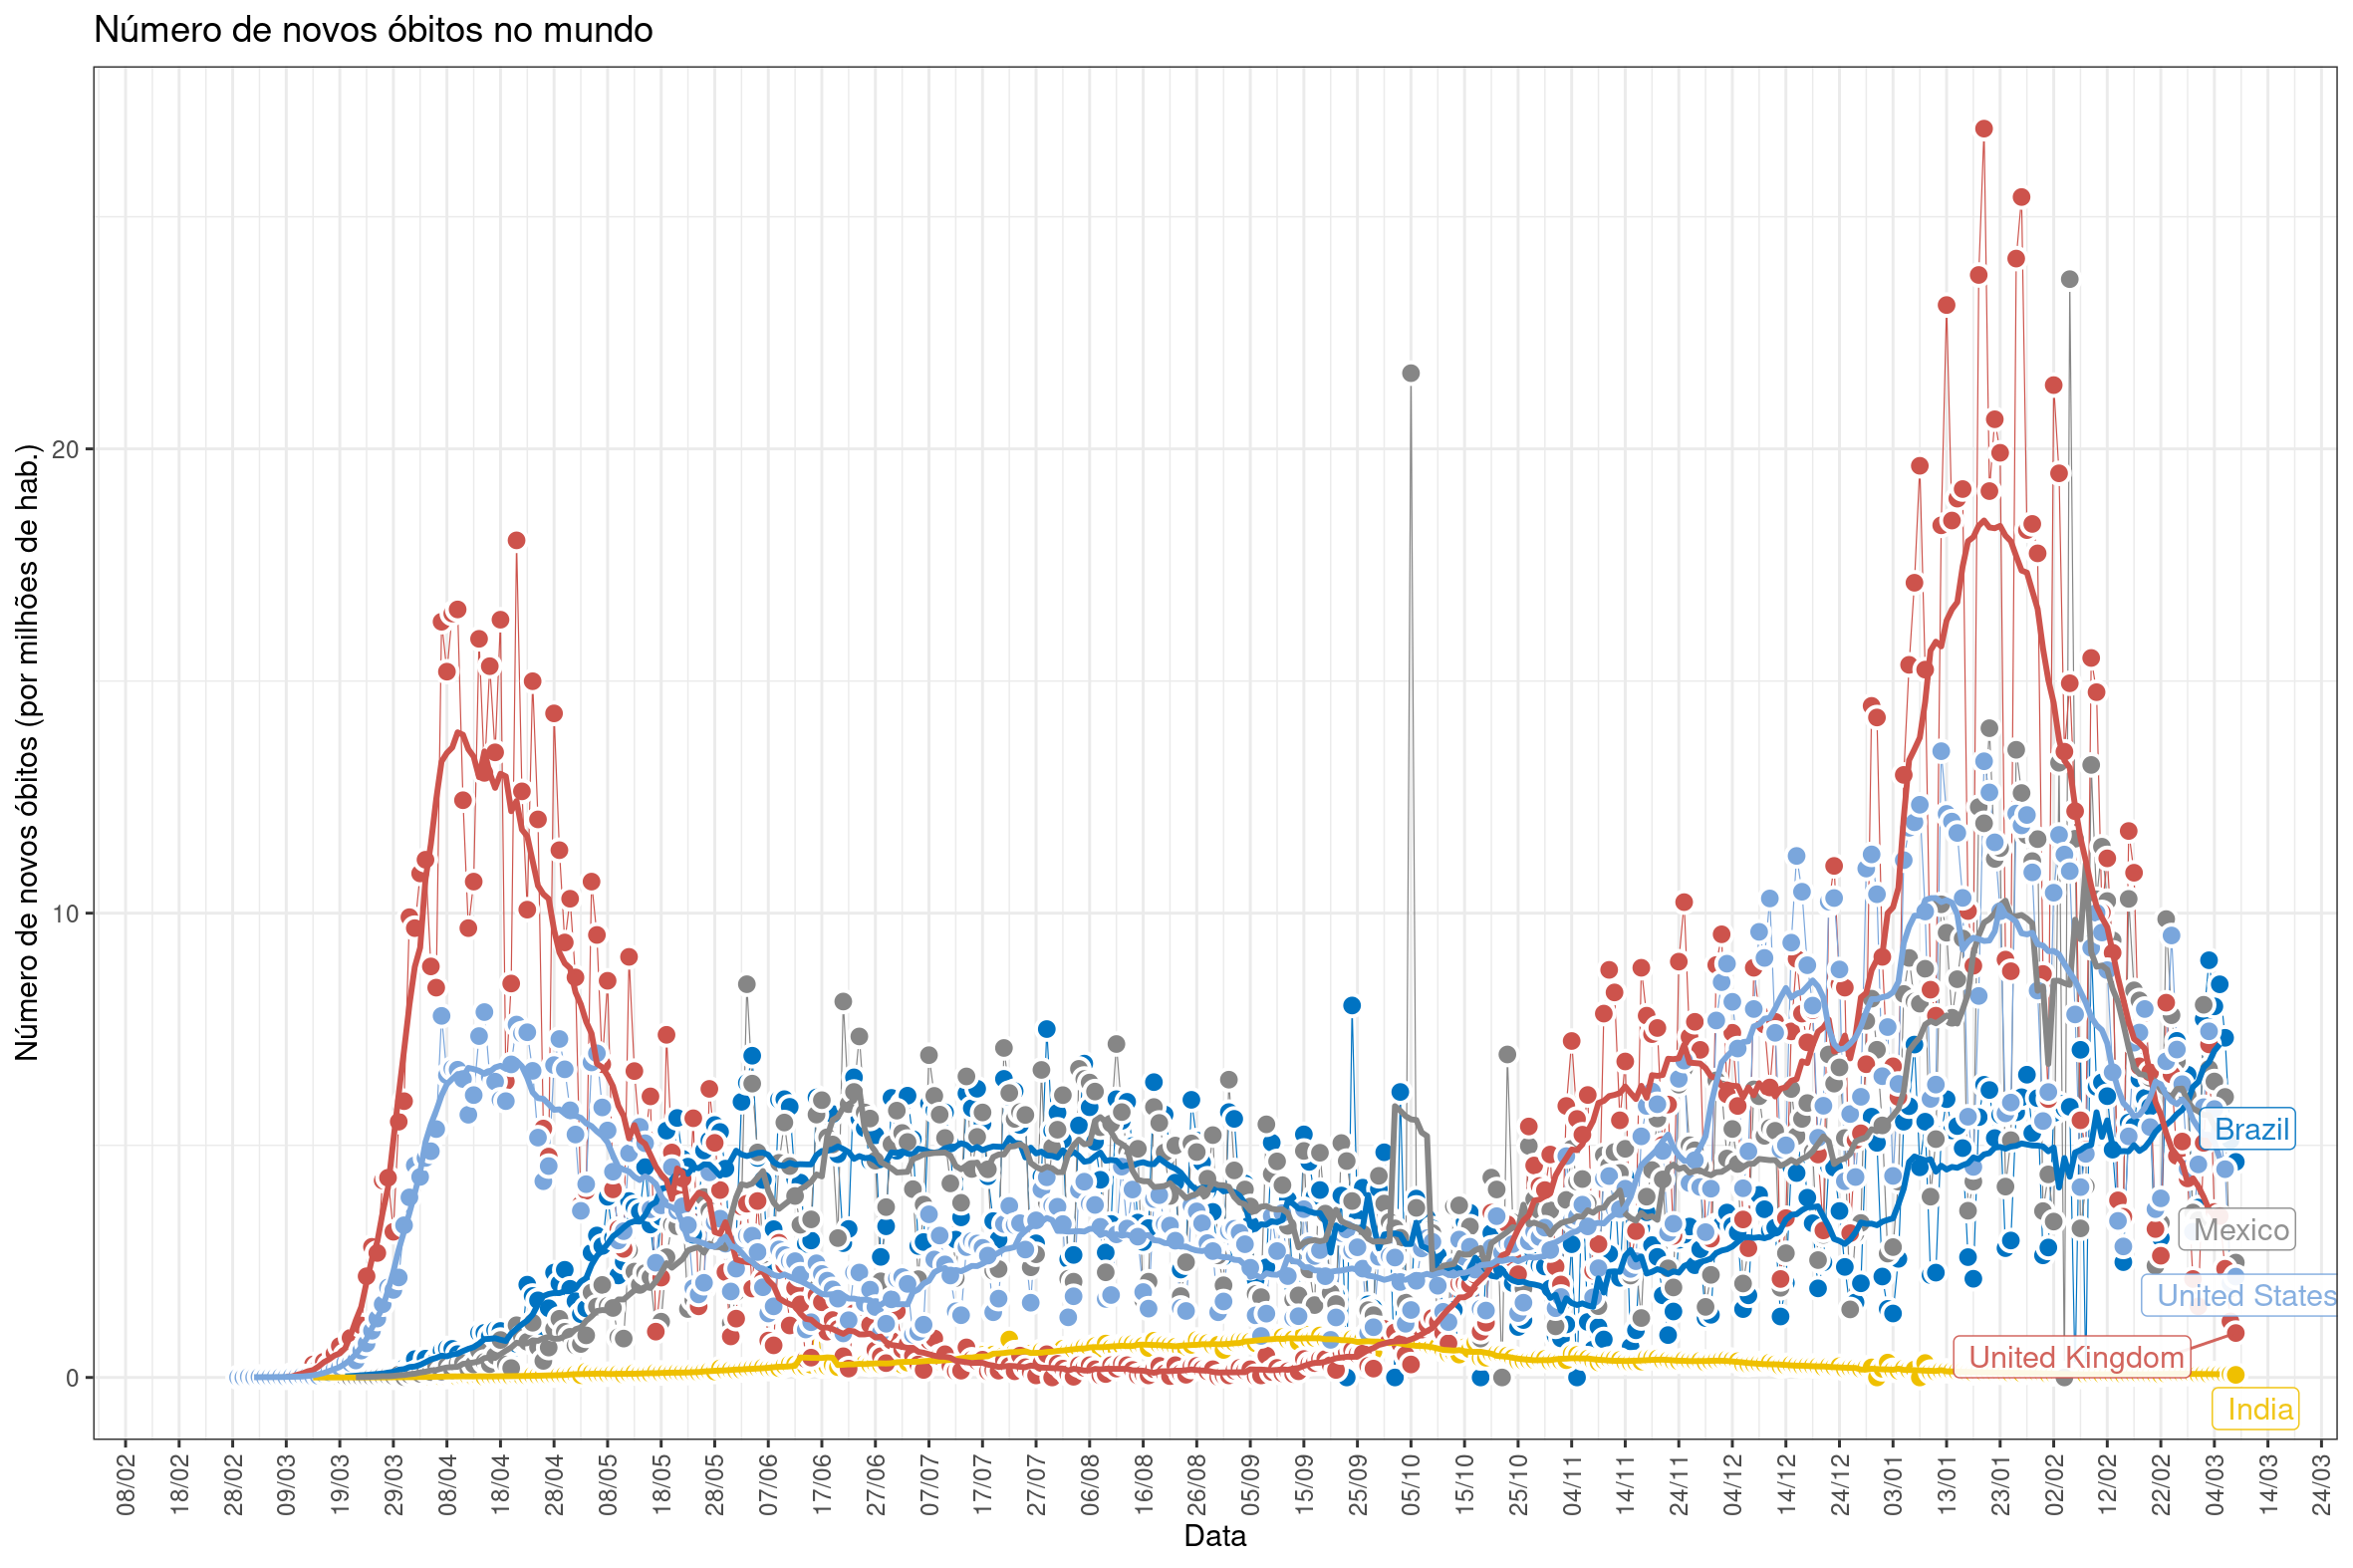 Número de novos óbitos no mundo
Número de novos óbitos (por milhões de hab.)
20
10
0
Brazil
Mexico
United States
United Kingdom
India
08/02 18/02 28/02 09/03 19/03 29/03 08/04 18/04 28/04 08/05 18/05 28/05 07/06 17/06 27/06 07/07 17/07 27/07 06/08 16/08 26/08 05/09 15/09 25/09 05/10 15/10 25/10 04/11 14/11 24/11 04/12 14/12 24/12 03/01 13/01 23/01 02/02 12/02 22/02 04/03 14/03 24/03
Data